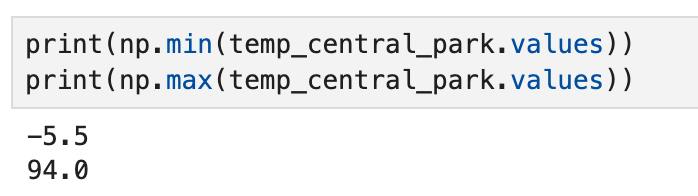 print(np.min(temp_central_park.values))
print(np.max(temp_central_park.values))
-5.5
94.0